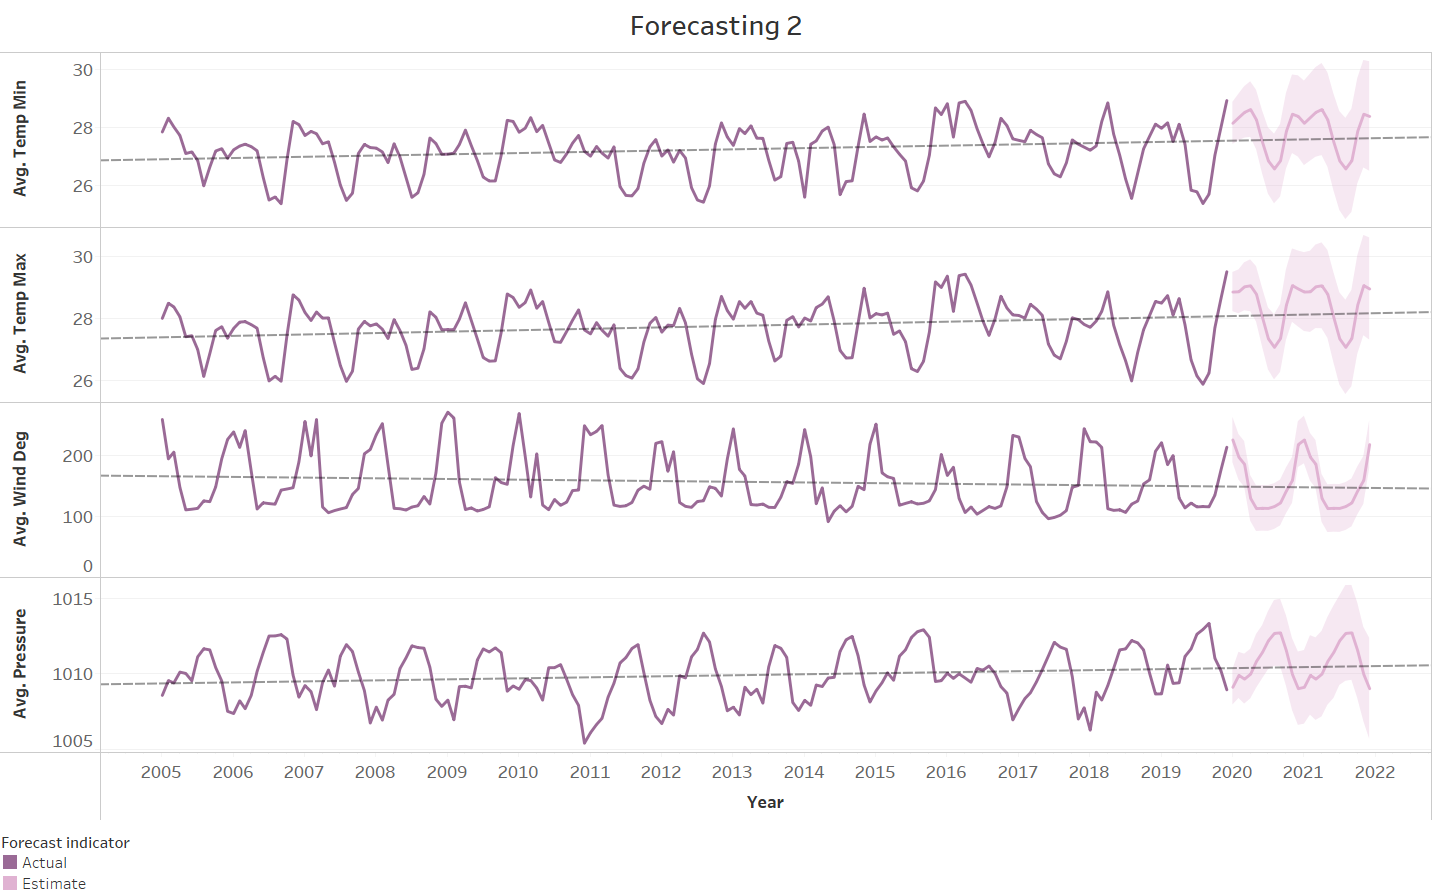 Forecasting 2
Avg. Temp Min
30
28
26
Avg. Temp Max
30
28
26
Avg. Wind Deg
200
100
0
Avg. Pressure
1015
1010
1005
2005 2006 2007 2008 2009 2010 2011 2012 2013 2014 2015 2016 2017 2018 2019 2020 2021 2022
Year
Forecast indicator
Actual
Estimate